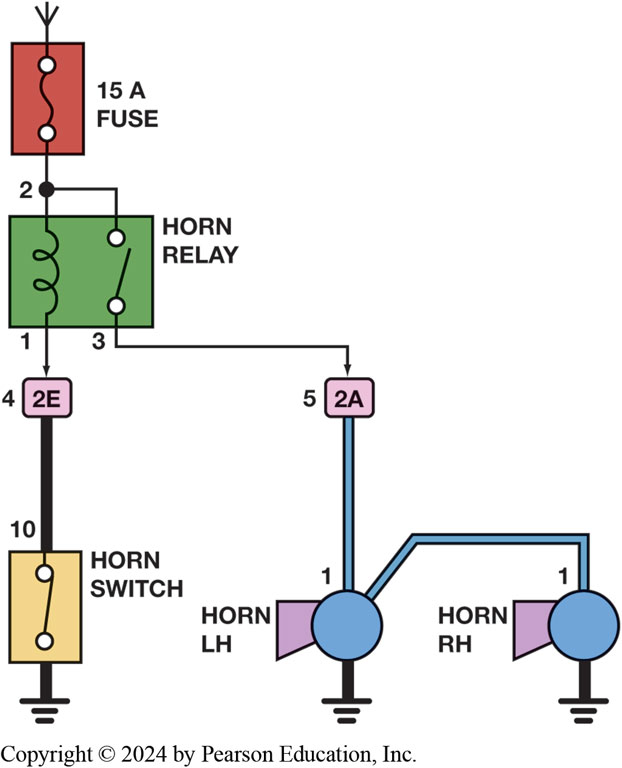 15 A
FUSE
2
HORN
RELAY
1
3
4
2E
5
2A
10
HORN
SWITCH
1
HORN
LH
1
HORN
RH
Copyright © 2024 by Pearson Education, Inc.